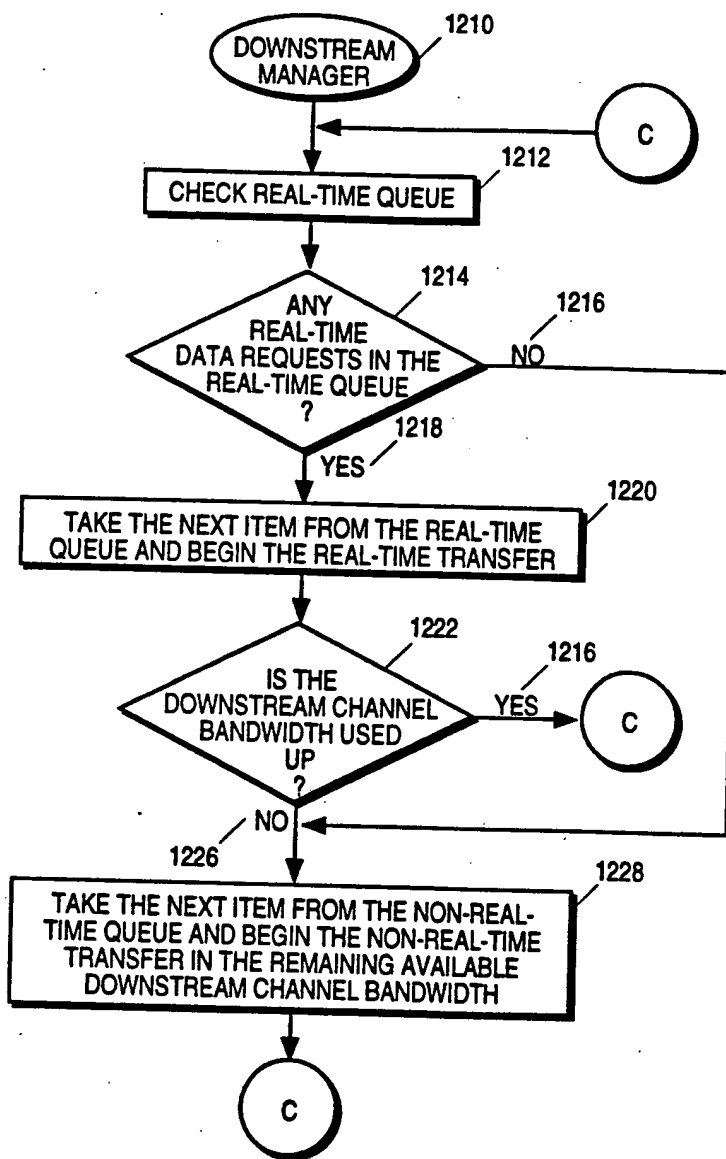 1210
DOWNSTREAM
MANAGER
C
1212
CHECK REAL-TIME QUEUE
1214
ANY
REAL-TIME
DATA REQUESTS IN THE
REAL-TIME QUEUE
?
1216
NO
1218
YES
1220
TAKE THE NEXT ITEM FROM THE REAL-TIME
QUEUE AND BEGIN THE REAL-TIME TRANSFER
1222
IS THE
DOWNSTREAM CHANNEL
BANDWIDTH USED
UP
?
1216
YES
C
NO
1226
1228
TAKE THE NEXT ITEM FROM THE NON-REAL-
TIME QUEUE AND BEGIN THE NON-REAL-TIME
TRANSFER IN THE REMAINING AVAILABLE
DOWNSTREAM CHANNEL BANDWIDTH
C